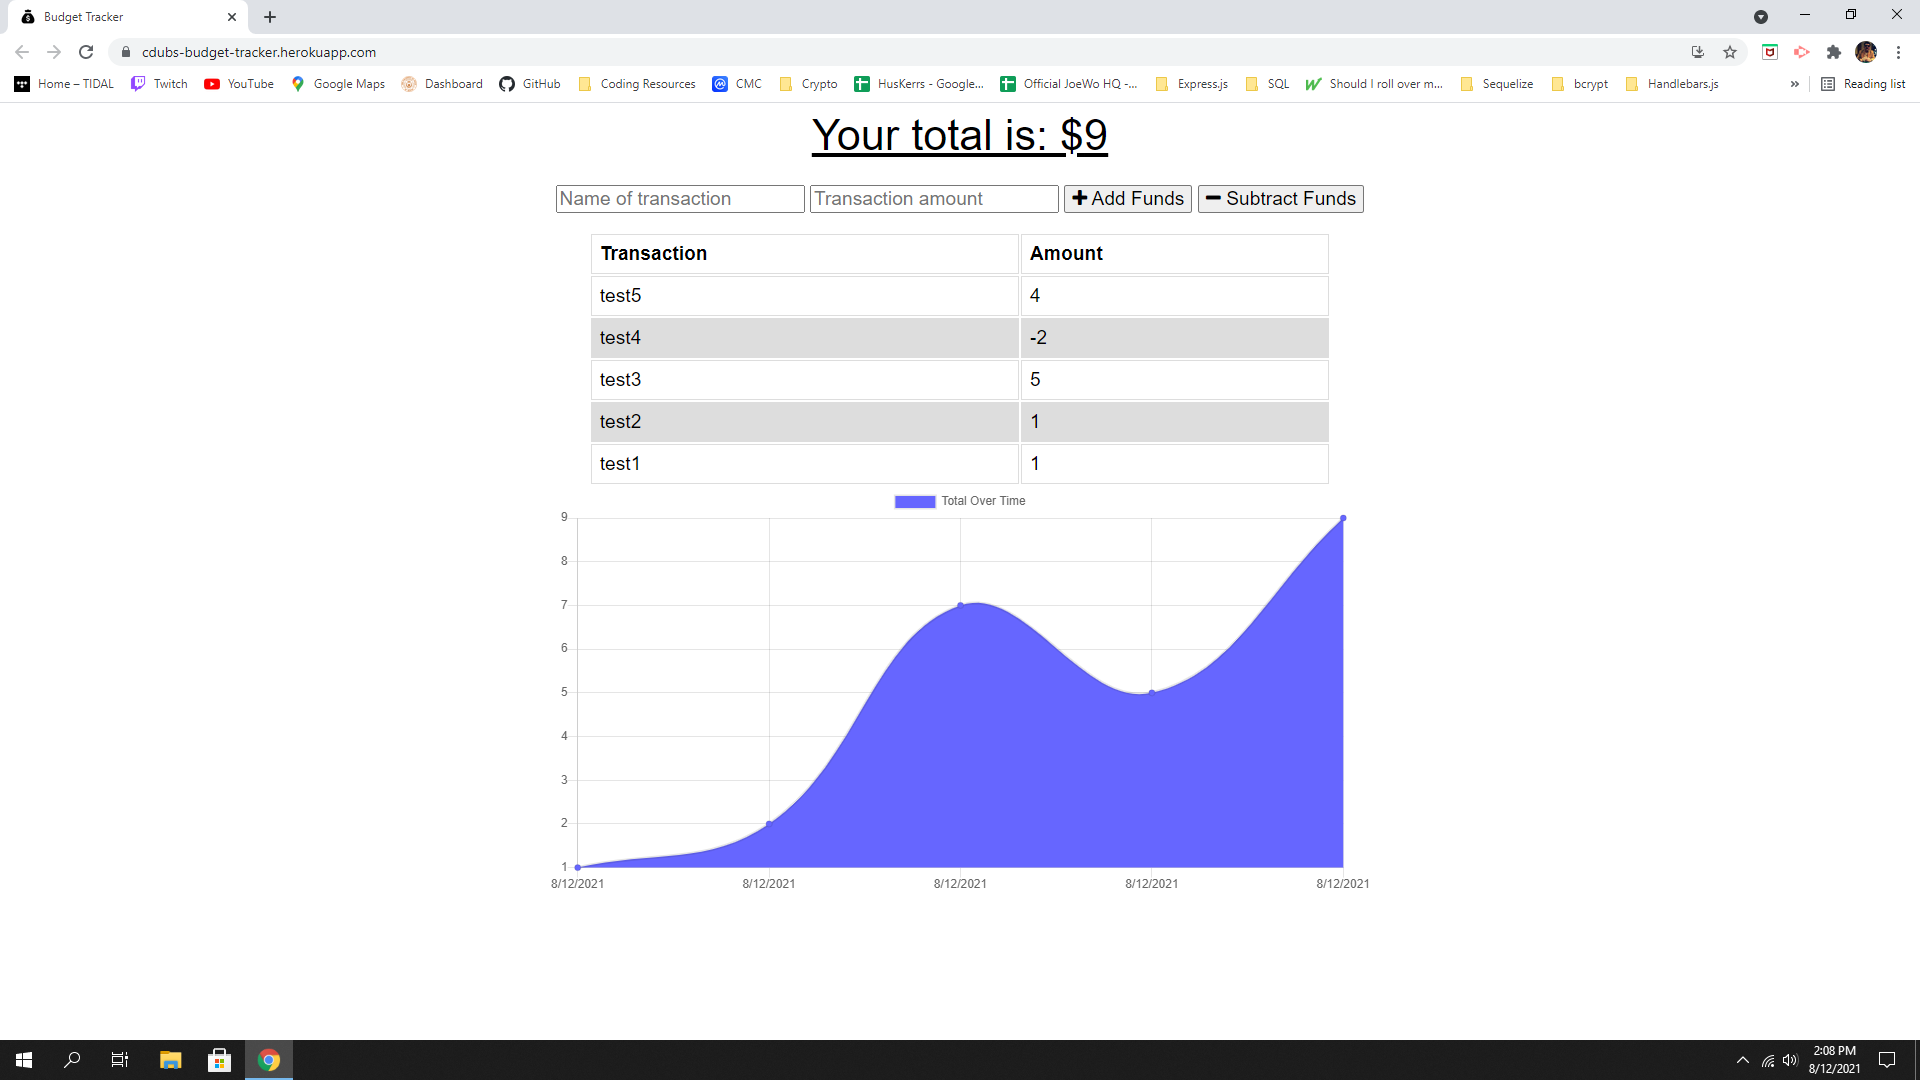 Budget Tracker
cdubs-budget-tracker.herokuapp.com
Home – TIDAL Twitch YouTube Google Maps Dashboard GitHub Coding Resources CMC Crypto HusKerrs - Google... Official JoeWo HQ -... Express.js SQL Should I roll over m... Sequelize bcrypt Handlebars.js » Reading list
Your total is: $9
Name of transaction Transaction amount Add Funds Subtract Funds
Transaction Amount
test5 4
test4 -2
test3 5
test2 1
test1 1
Total Over Time
9
8
7
6
5
4
3
2
1
8/12/2021 8/12/2021 8/12/2021 8/12/2021 8/12/2021
2:08 PM
8/12/2021